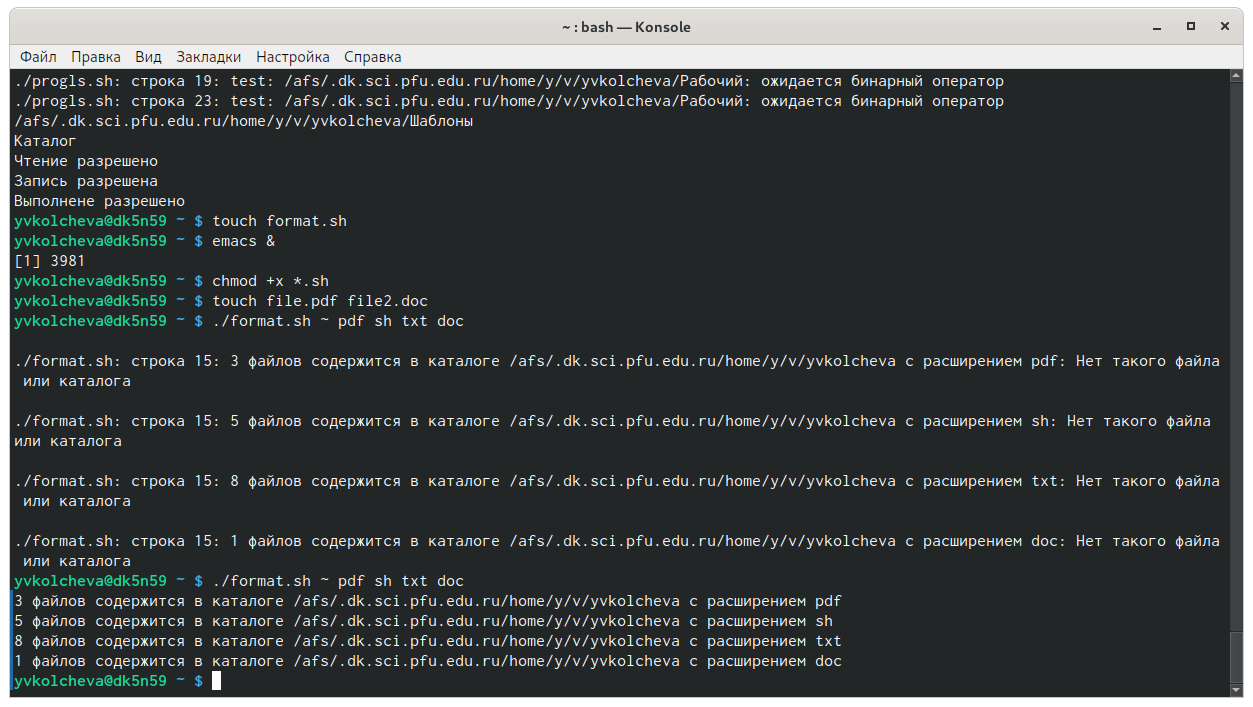 ~ : bash — Konsole
Файл Правка Вид Закладки Настройка Справка
./progls.sh: строка 19: test: /afs/.dk.sci.pfu.edu.ru/home/y/v/yvkolcheva/Рабочий: ожидается бинарный оператор
./progls.sh: строка 23: test: /afs/.dk.sci.pfu.edu.ru/home/y/v/yvkolcheva/Рабочий: ожидается бинарный оператор
/afs/.dk.sci.pfu.edu.ru/home/y/v/yvkolcheva/Шаблоны
Каталог
Чтение разрешено
Запись разрешена
Выполнене разрешено
yvkolcheva@dk5n59 ~ $ touch format.sh
yvkolcheva@dk5n59 ~ $ emacs &
[1] 3981
yvkolcheva@dk5n59 ~ $ chmod +x *.sh
yvkolcheva@dk5n59 ~ $ touch file.pdf file2.doc
yvkolcheva@dk5n59 ~ $ ./format.sh ~ pdf sh txt doc
./format.sh: строка 15: 3 файлов содержится в каталоге /afs/.dk.sci.pfu.edu.ru/home/y/v/yvkolcheva с расширением pdf: Нет такого файла
или каталога
./format.sh: строка 15: 5 файлов содержится в каталоге /afs/.dk.sci.pfu.edu.ru/home/y/v/yvkolcheva с расширением sh: Нет такого файла
или каталога
./format.sh: строка 15: 8 файлов содержится в каталоге /afs/.dk.sci.pfu.edu.ru/home/y/v/yvkolcheva с расширением txt: Нет такого файла
или каталога
./format.sh: строка 15: 1 файлов содержится в каталоге /afs/.dk.sci.pfu.edu.ru/home/y/v/yvkolcheva с расширением doc: Нет такого файла
или каталога
yvkolcheva@dk5n59 ~ $ ./format.sh ~ pdf sh txt doc
3 файлов содержится в каталоге /afs/.dk.sci.pfu.edu.ru/home/y/v/yvkolcheva с расширением pdf
5 файлов содержится в каталоге /afs/.dk.sci.pfu.edu.ru/home/y/v/yvkolcheva с расширением sh
8 файлов содержится в каталоге /afs/.dk.sci.pfu.edu.ru/home/y/v/yvkolcheva с расширением txt
1 файлов содержится в каталоге /afs/.dk.sci.pfu.edu.ru/home/y/v/yvkolcheva с расширением doc
yvkolcheva@dk5n59 ~ $